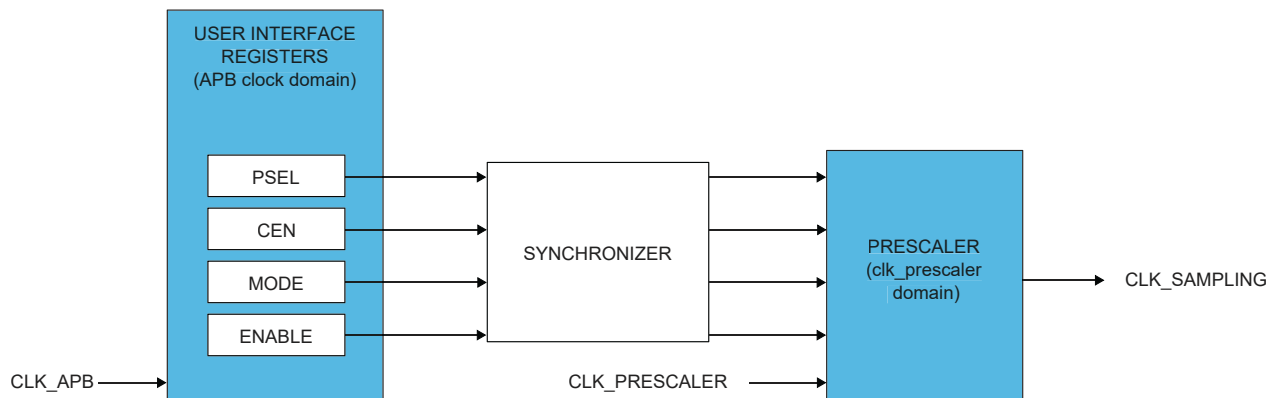 USER INTERFACE
REGISTERS
(APB clock domain)
PSEL
CEN
MODE
ENABLE
CLK_APB
SYNCHRONIZER
CLK_PRESCALER
PRESCALER
(clk_prescaler
domain)
CLK_SAMPLING